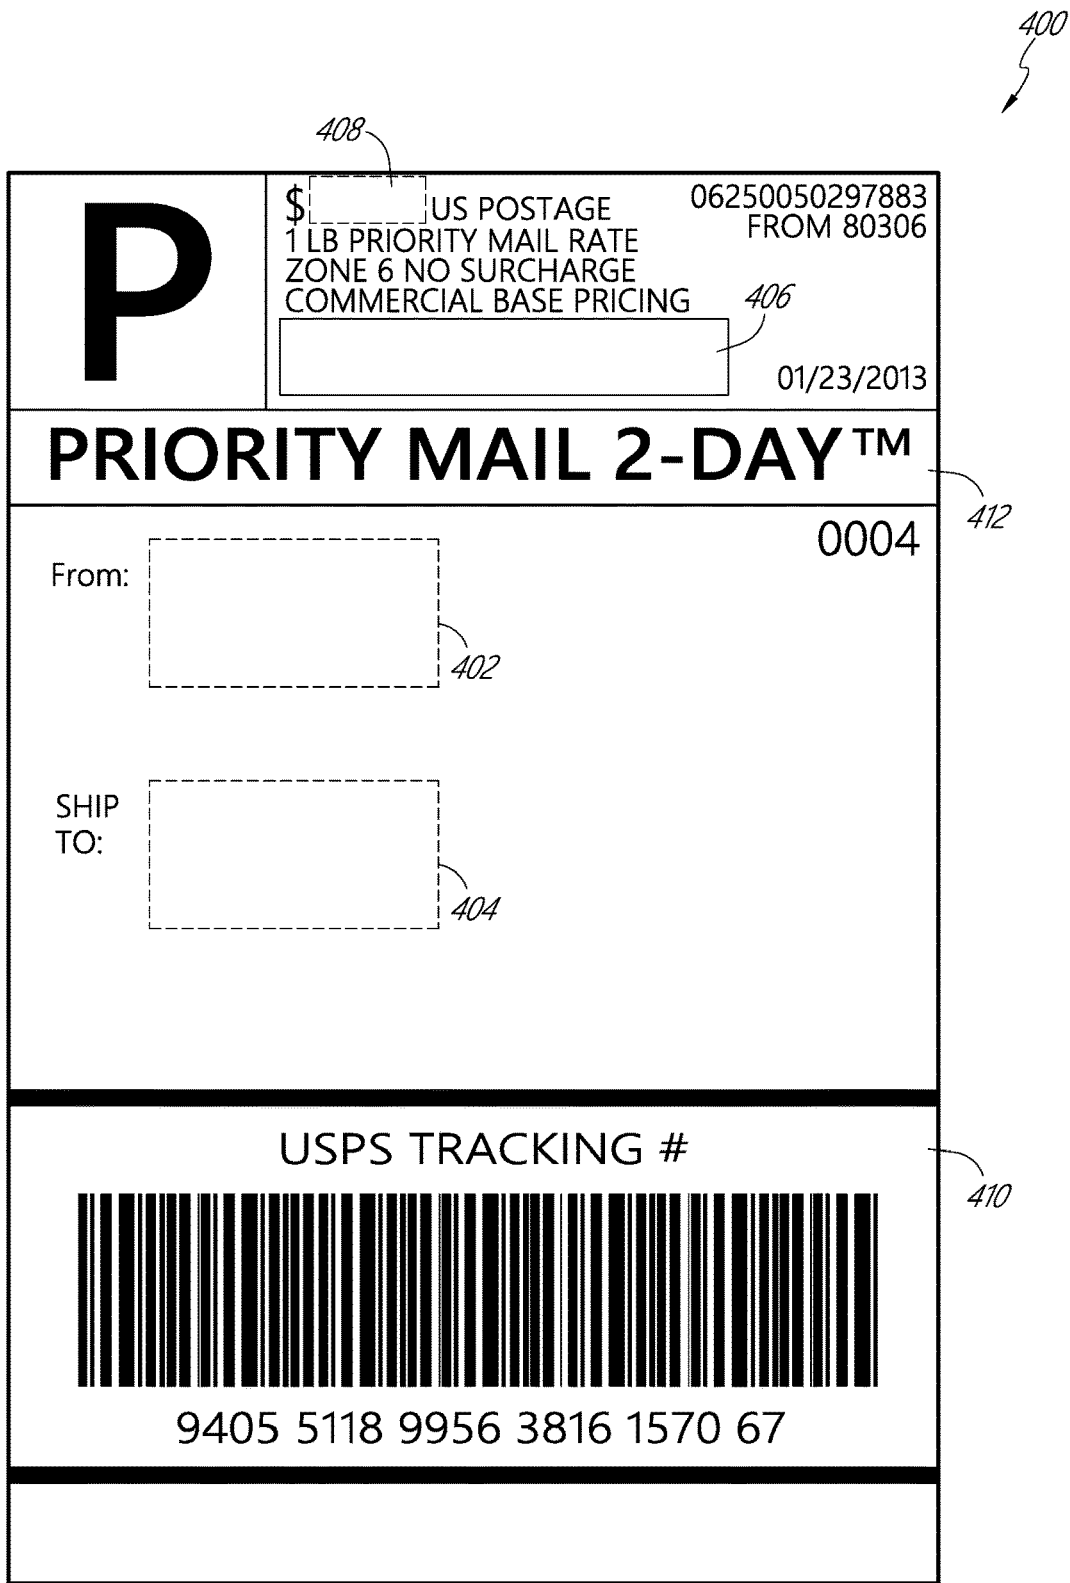 400
408
P
$ US POSTAGE
06250050297883
1 LB PRIORITY MAIL RATE
FROM 80306
ZONE 6 NO SURCHARGE
COMMERCIAL BASE PRICING
406
01/23/2013
PRIORITY MAIL 2-DAY™
412
0004
From:
402
SHIP
TO:
404
USPS TRACKING #
410
9405 5118 9956 3816 1570 67